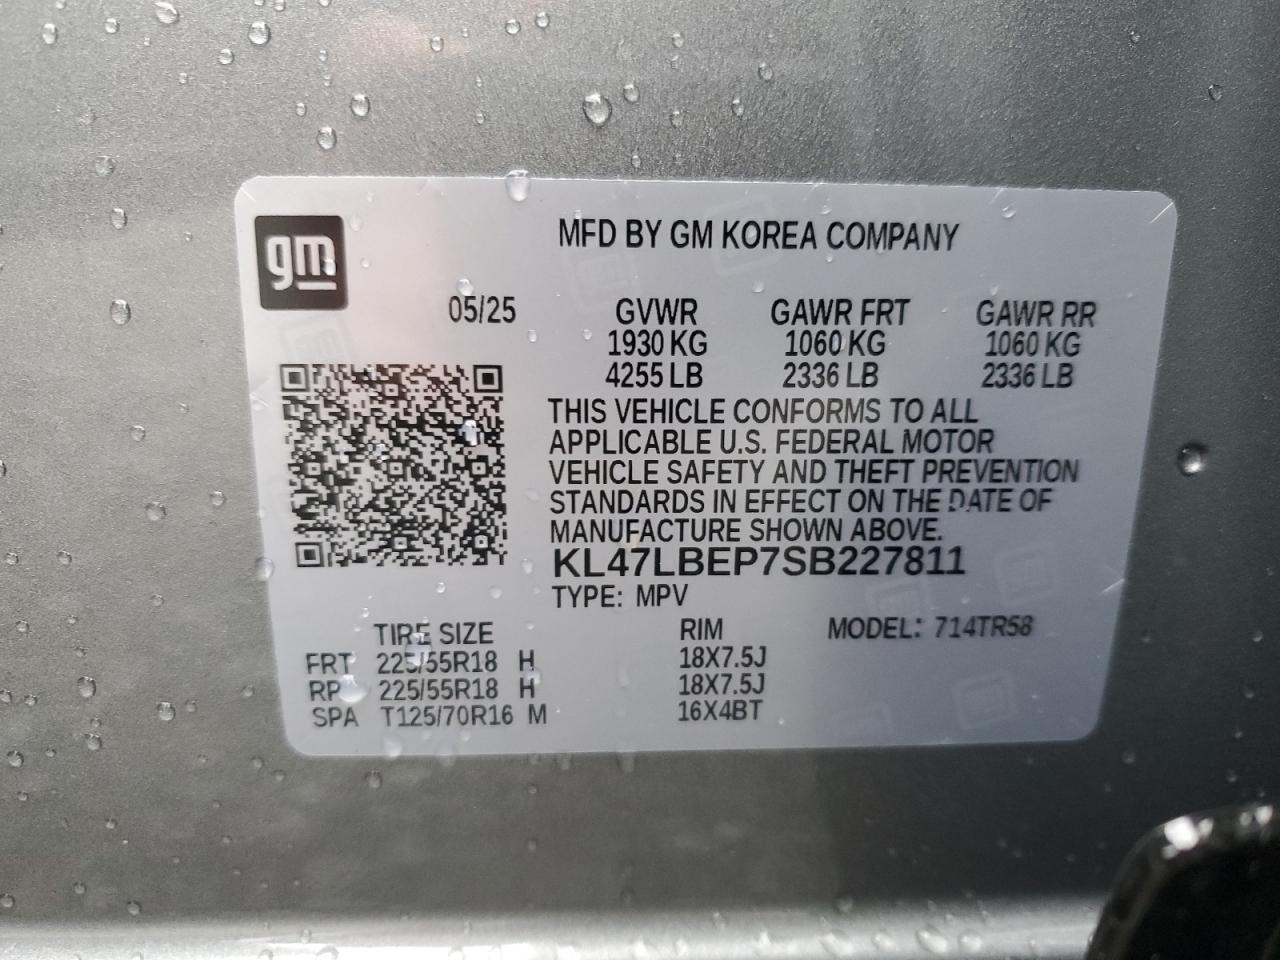 gm
MFD BY GM KOREA COMPANY
05/25
GVWR GAWR FRT GAWR RR
1930 KG 1060 KG 1060 KG
4255 LB 2336 LB 2336 LB
THIS VEHICLE CONFORMS TO ALL
APPLICABLE U.S. FEDERAL MOTOR
VEHICLE SAFETY AND THEFT PREVENTION
STANDARDS IN EFFECT ON THE DATE OF
MANUFACTURE SHOWN ABOVE.
KL47LBEP7SB227811
TYPE: MPV
TIRE SIZE RIM MODEL: 714TR58
FRT 225/55R18 H 18X7.5J
RR 225/55R18 H 18X7.5J
SPA T125/70R16 M 16X4BT